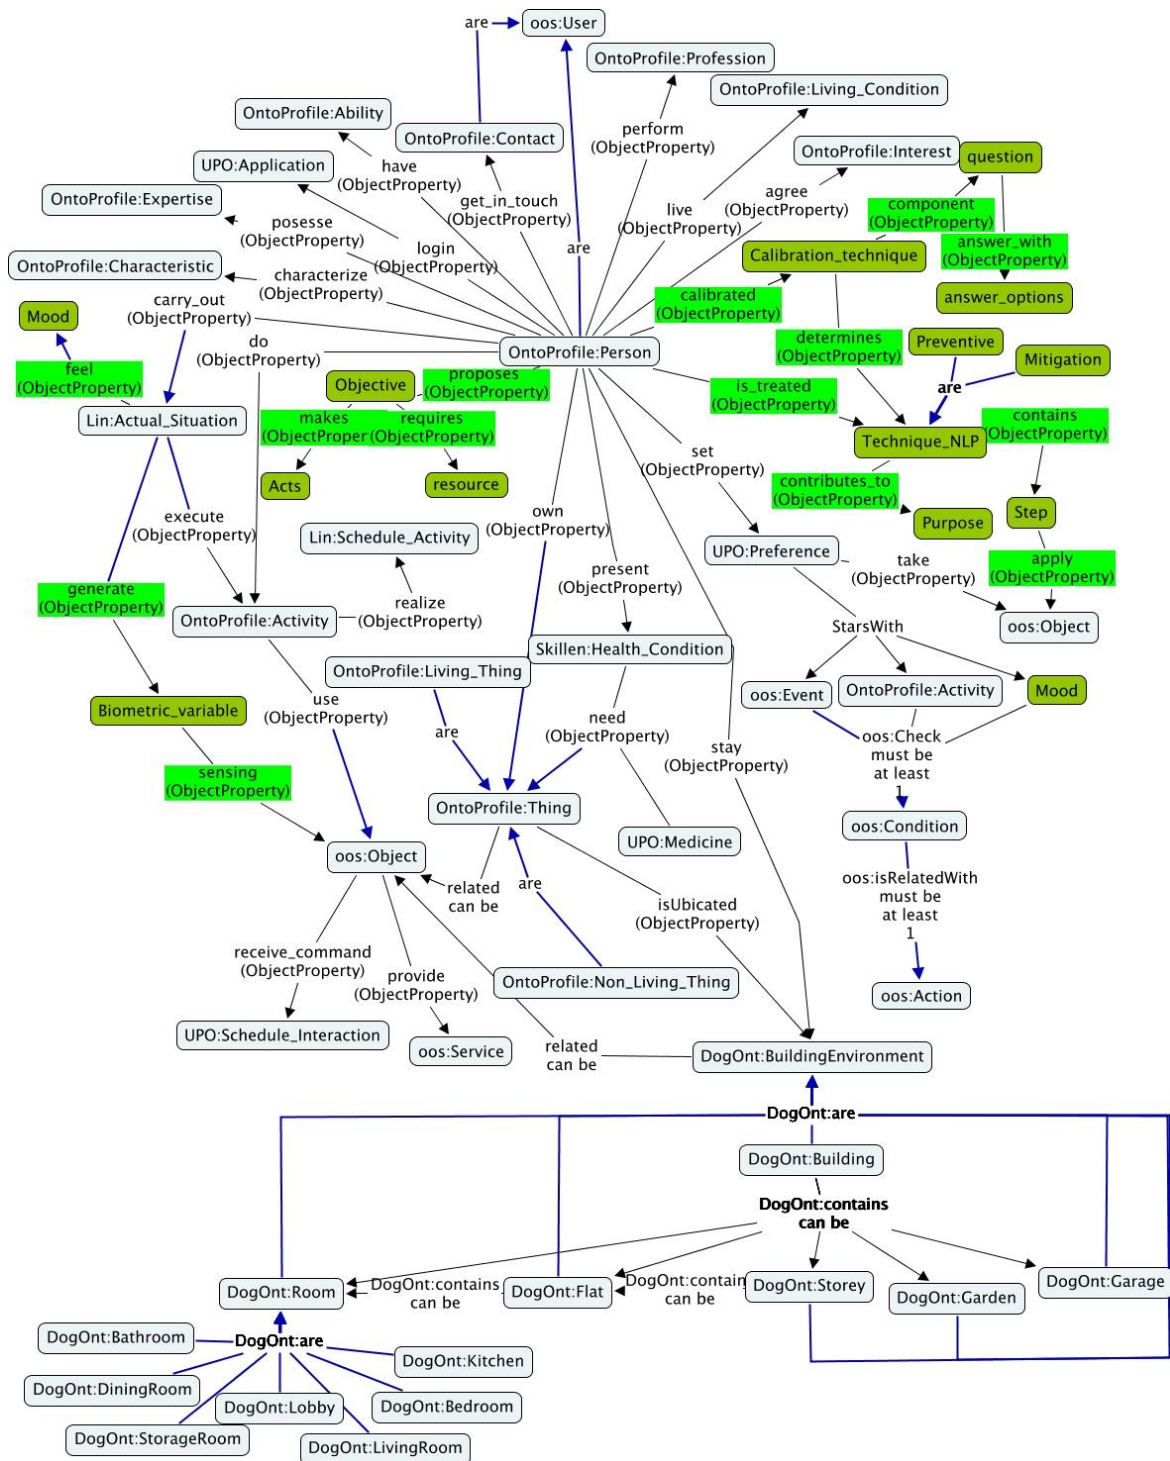 are
oos:User
OntoProfile:Profession
OntoProfile:Living_Condition
OntoProfile:Ability
OntoProfile:Contact
perform
(ObjectProperty)
OntoProfile:Interest
question
UPO:Application
have
(ObjectProperty)
OntoProfile:Expertise
get_in_touch
(ObjectProperty)
agree
(ObjectProperty)
live
(ObjectProperty)
component
(ObjectProperty)
posesse
(ObjectProperty)
login
(ObjectProperty)
are
answer_with
(ObjectProperty)
Calibration_technique
OntoProfile:Characteristic
characterize
(ObjectProperty)
calibrated
(ObjectProperty)
answer_options
carry_out
(ObjectProperty)
Mood
do
(ObjectProperty)
OntoProfile:Person
determines
(ObjectProperty)
Preventive
Mitigation
feel
(ObjectProperty)
Objective
proposes
(ObjectProperty)
is_treated
(ObjectProperty)
are
Lin:Actual_Situation
makes
(ObjectProper
requires
(ObjectProperty)
contains
(ObjectProperty)
Technique_NLP
set
(ObjectProperty)
Acts
resource
contributes_to
(ObjectProperty)
Purpose
Step
execute
(ObjectProperty)
own
(ObjectProperty)
Lin:Schedule_Activity
UPO:Preference
take
(ObjectProperty)
apply
(ObjectProperty)
generate
(ObjectProperty)
present
(ObjectProperty)
realize
(ObjectProperty)
OntoProfile:Activity
StarsWith
oos:Object
Skillen:Health_Condition
OntoProfile:Living_Thing
oos:Event
OntoProfile:Activity
Mood
Biometric_variable
use
(ObjectProperty)
are
need
(ObjectProperty)
stay
(ObjectProperty)
oos:Check
must be
at least
1
sensing
(ObjectProperty)
OntoProfile:Thing
UPO:Medicine
oos:Condition
oos:Object
related
can be
are
isUbicated
(ObjectProperty)
oos:isRelatedWith
must be
at least
1
receive_command
(ObjectProperty)
provide
(ObjectProperty)
OntoProfile:Non_Living_Thing
oos:Action
UPO:Schedule_Interaction
oos:Service
related
can be
DogOnt:BuildingEnvironment
DogOnt:are
DogOnt:Building
DogOnt:contains
can be
DogOnt:Room
DogOnt:contains
can be
DogOnt:Flat
DogOnt:contain
can be
DogOnt:Storey
DogOnt:Garden
DogOnt:Garage
DogOnt:Bathroom
DogOnt:are
DogOnt:Kitchen
DogOnt:DiningRoom
DogOnt:Lobby
DogOnt:Bedroom
DogOnt:StorageRoom
DogOnt:LivingRoom